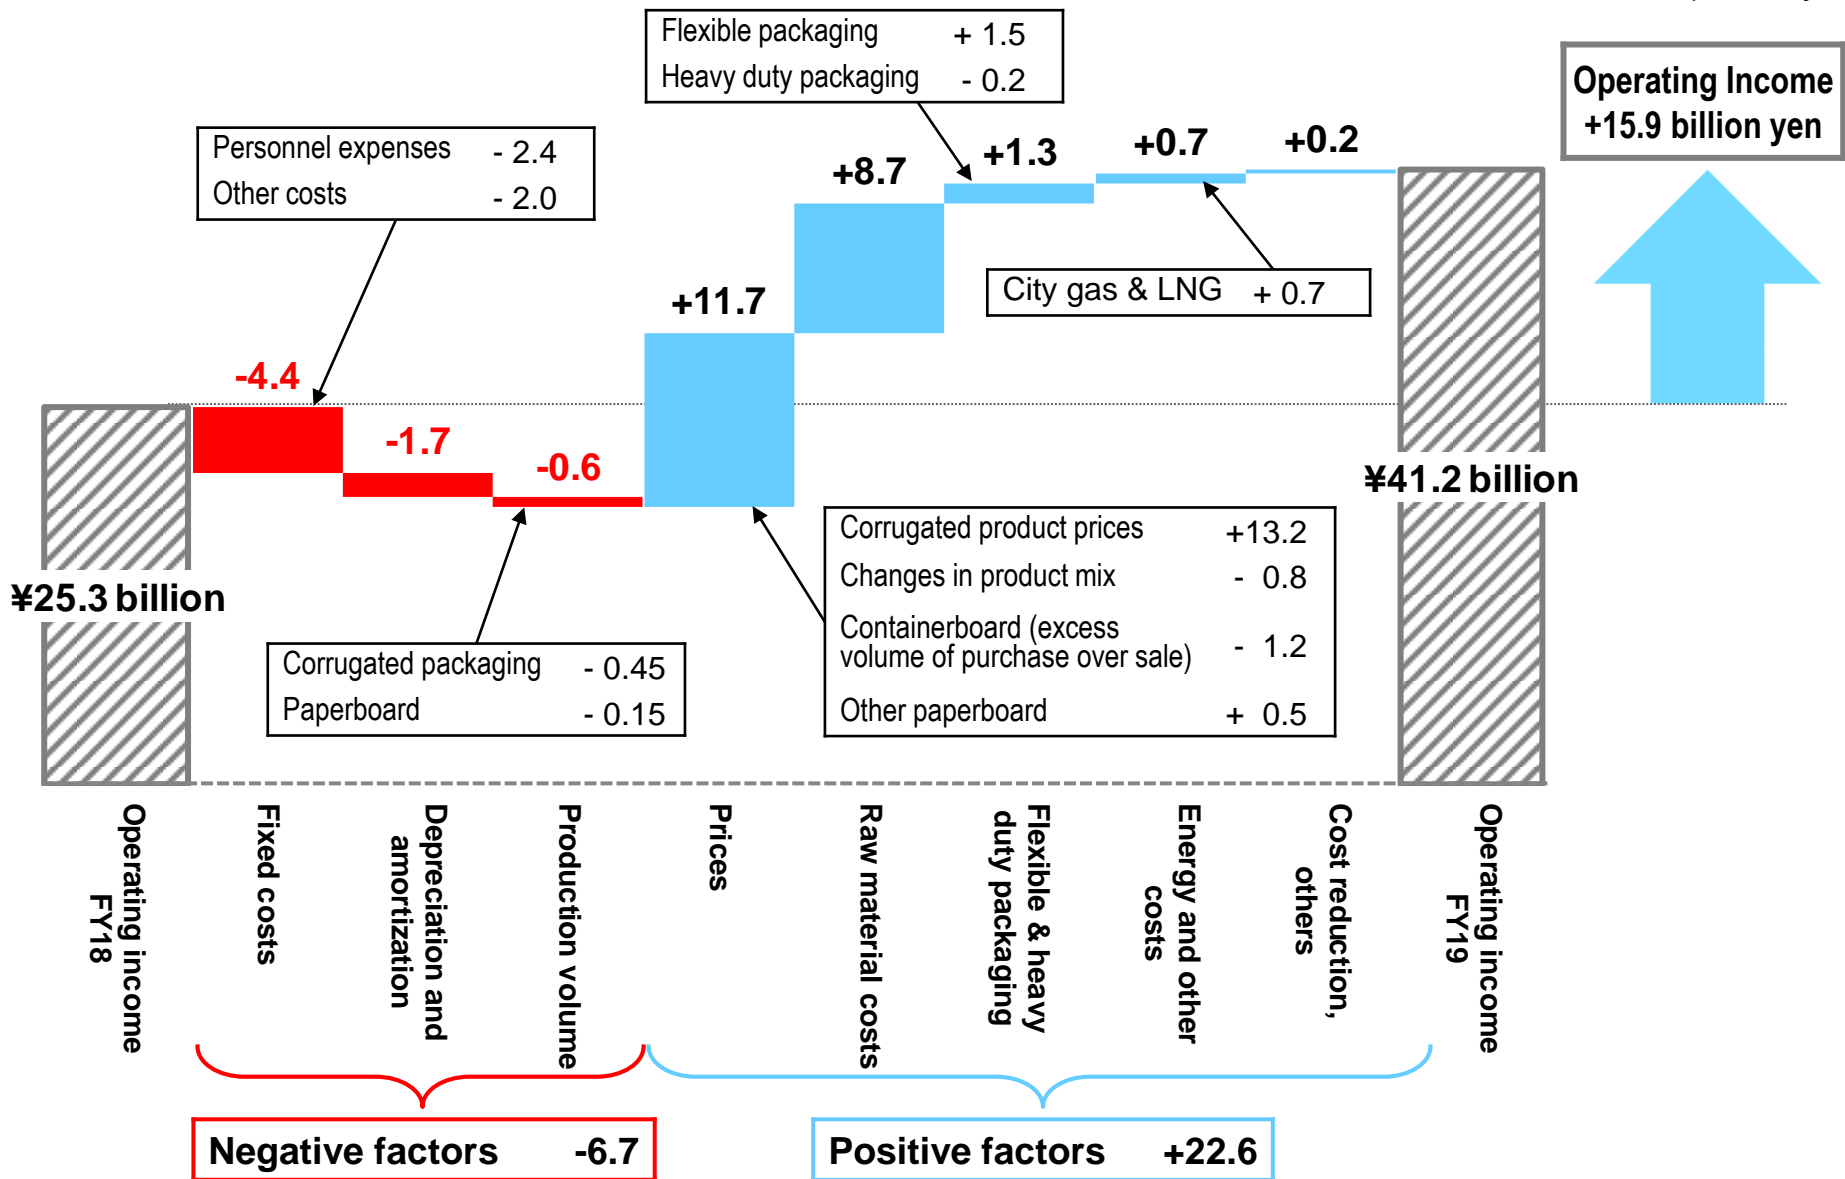 Flexible packaging + 1.5
Heavy duty packaging - 0.2
Operating Income
+15.9 billion yen
Personnel expenses - 2.4
Other costs - 2.0
+8.7
+1.3
+0.7
+0.2
City gas & LNG + 0.7
+11.7
-4.4
-1.7
-0.6
¥41.2 billion
Corrugated product prices +13.2
Changes in product mix - 0.8
Containerboard (excess
volume of purchase over sale) - 1.2
Other paperboard + 0.5
¥25.3 billion
Corrugated packaging - 0.45
Paperboard - 0.15
Operating income
FY18
Fixed costs
Depreciation and
amortization
Production volume
Prices
Raw material costs
Flexible & heavy
duty packaging
Energy and other
costs
Cost reduction,
others
Operating income
FY19
Negative factors -6.7
Positive factors +22.6